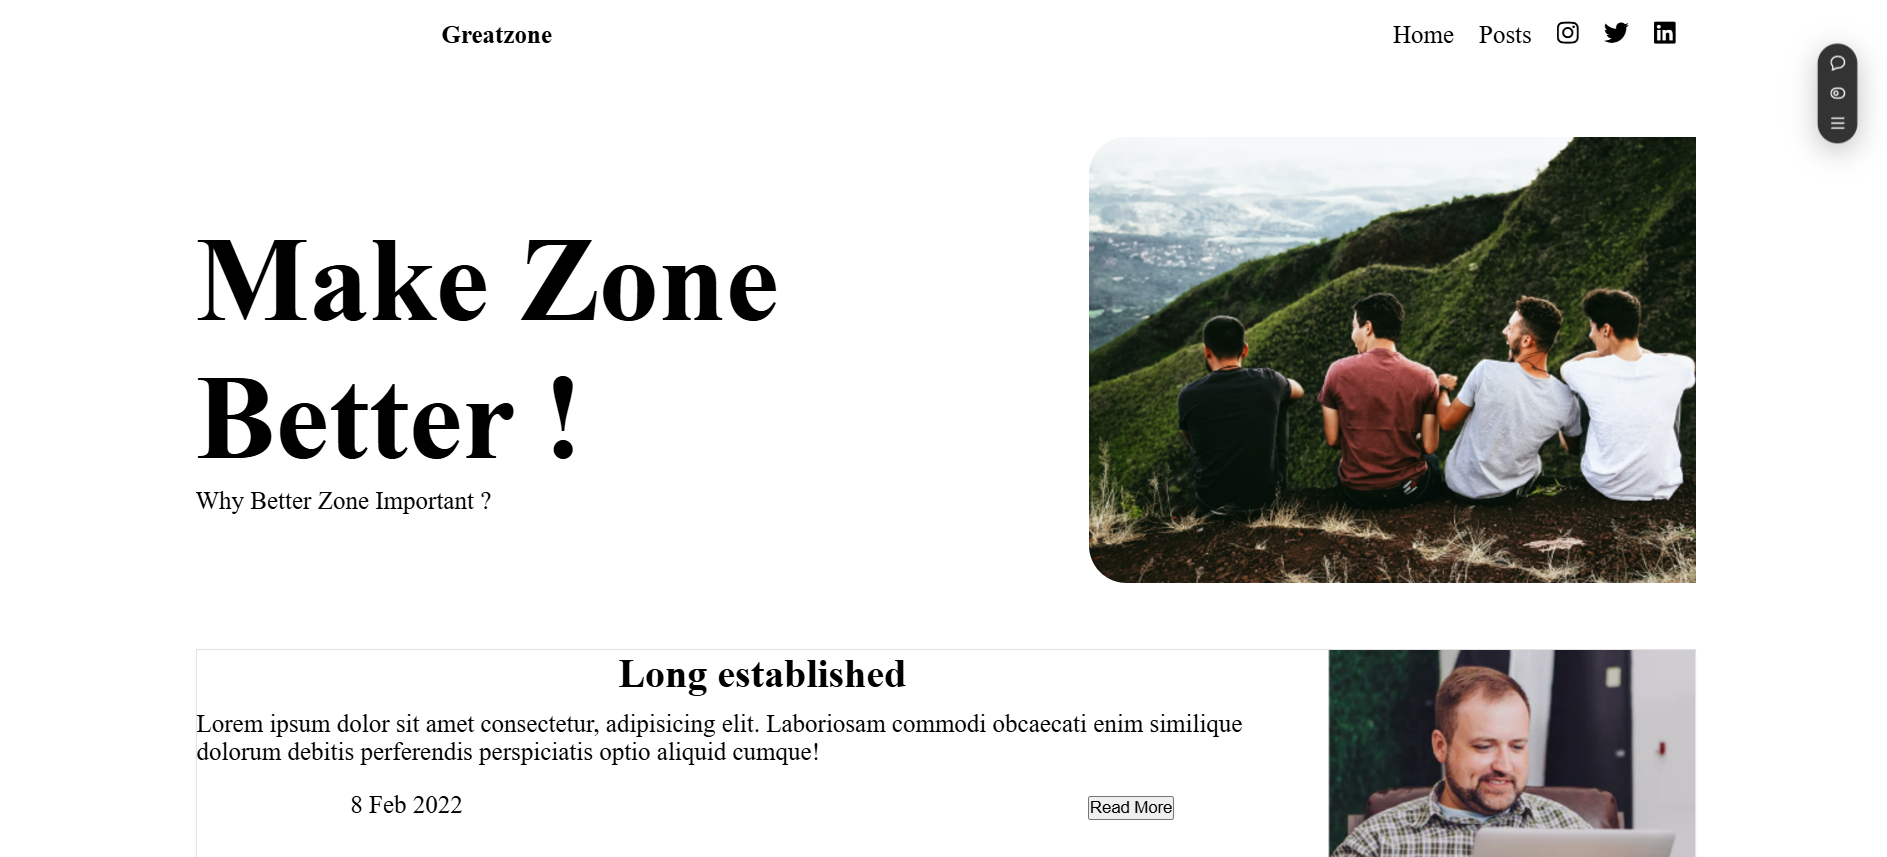 Greatzone
Home Posts
Make Zone
Better !
Why Better Zone Important ?
Long established
Lorem ipsum dolor sit amet consectetur, adipisicing elit. Laboriosam commodi obcaecati enim similique
dolorum debitis perferendis perspiciatis optio aliquid cumque!
8 Feb 2022
Read More